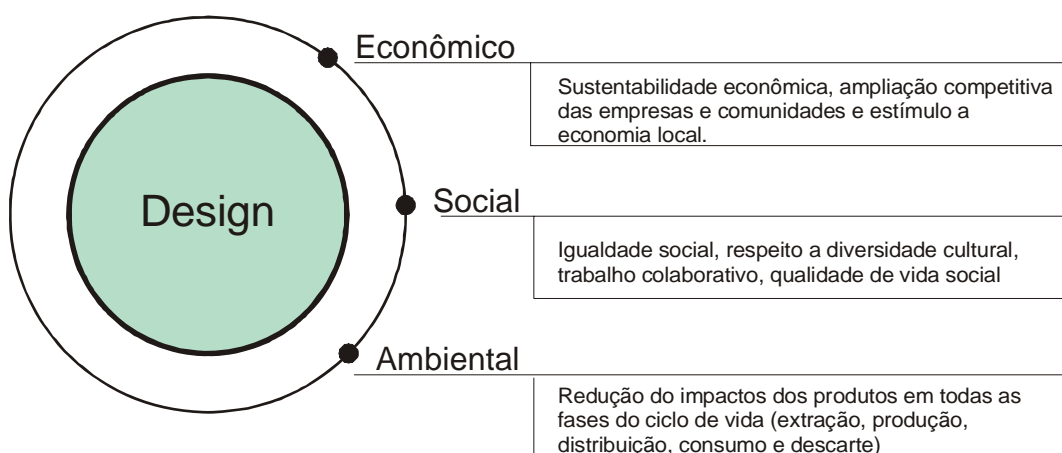 Econômico
Sustentabilidade econômica, ampliação competitiva
das empresas e comunidades e estímulo a
economia local.
Design
Social
Igualdade social, respeito a diversidade cultural,
trabalho colaborativo, qualidade de vida social
Ambiental
Redução do impactos dos produtos em todas as
fases do ciclo de vida (extração, produção,
distribuição, consumo e descarte)